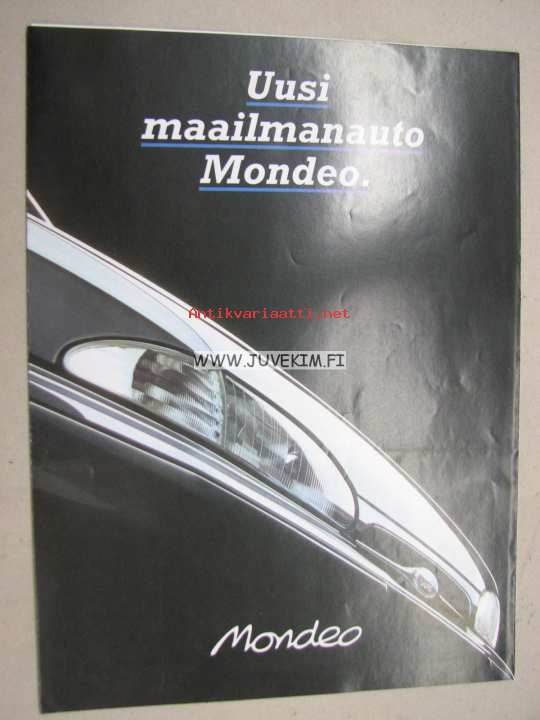 Uusi
maailmanauto
Mondeo.
Antikvariaatti.net
WWW.JUVEKIM.FI
Mondeo